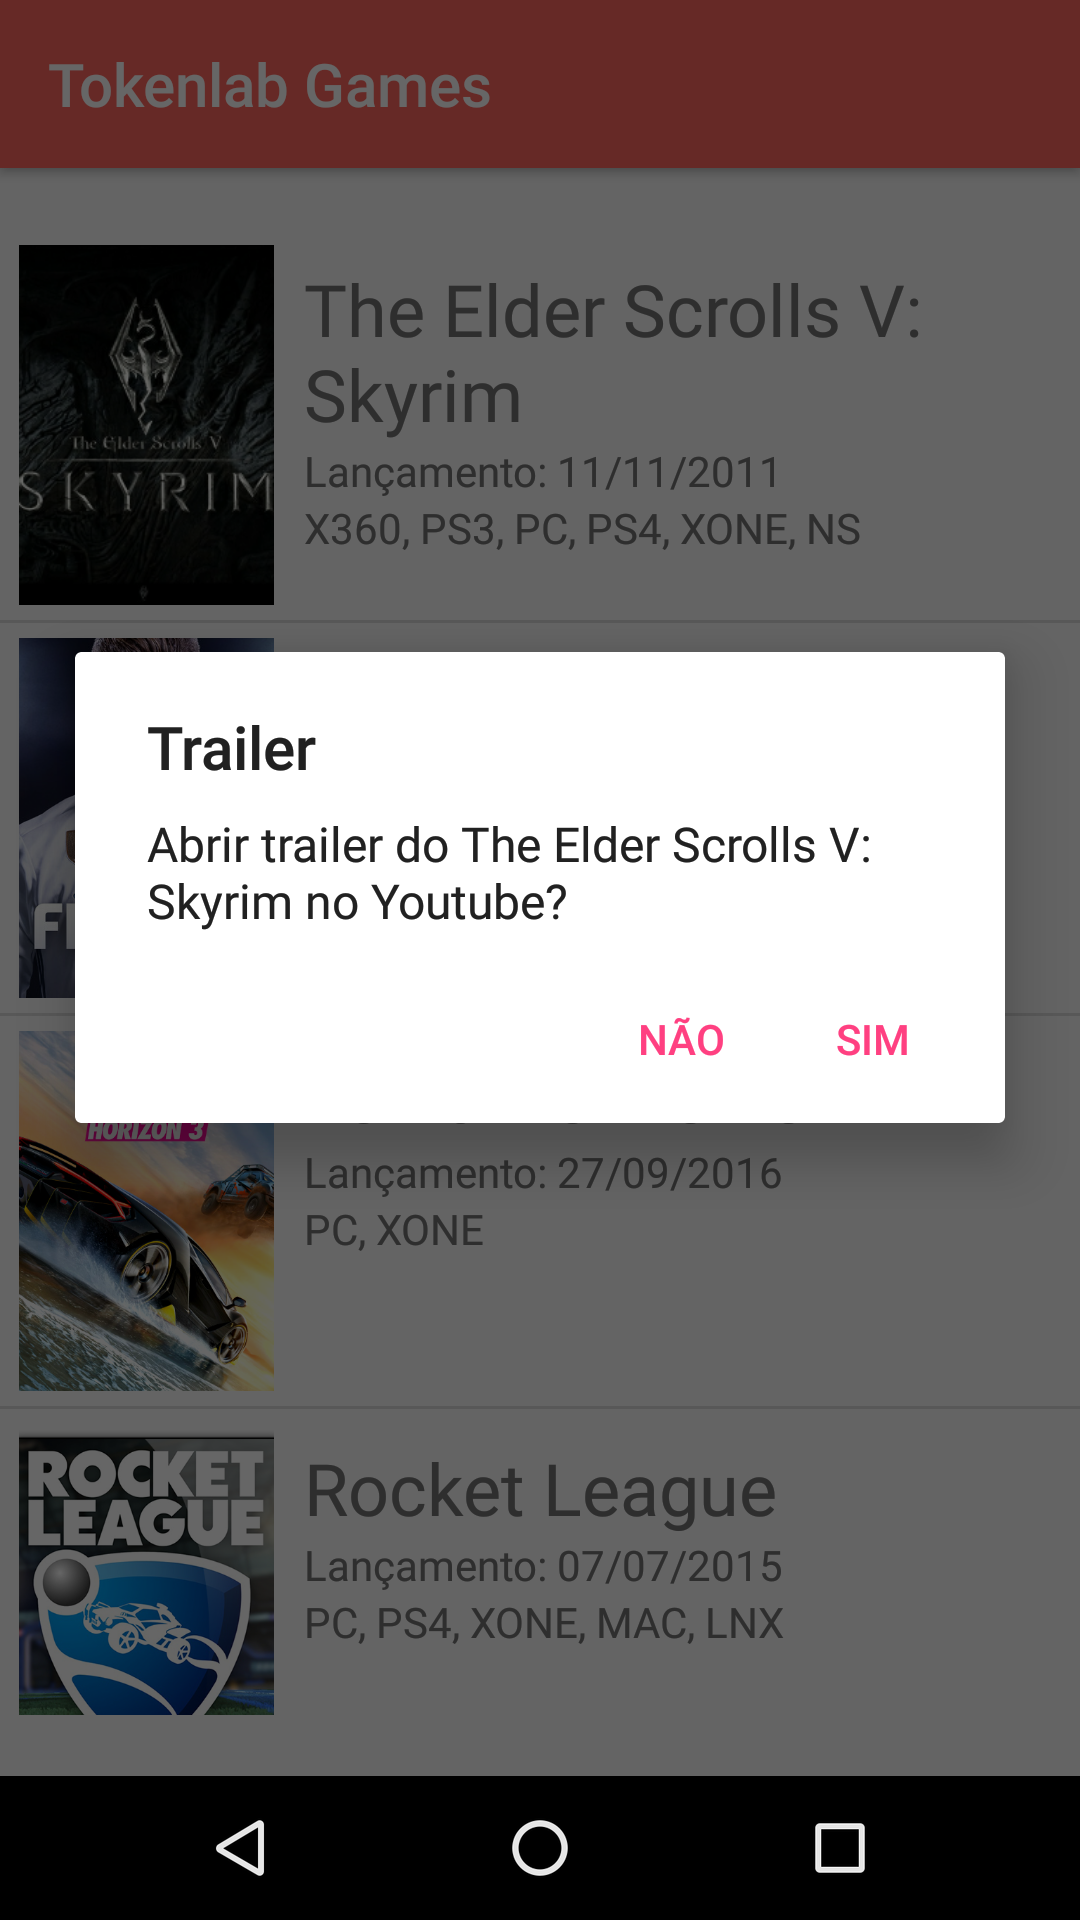 Tokenlab Games
The Elder Scrolls V
SKYRIM
The Elder Scrolls V:
Skyrim
Lançamento: 11/11/2011
X360, PS3, PC, PS4, XONE, NS
Trailer
Abrir trailer do The Elder Scrolls V:
Skyrim no Youtube?
NÃO SIM
HORIZON 3
Lançamento: 27/09/2016
PC, XONE
ROCKET
LEAGUE
Rocket League
Lançamento: 07/07/2015
PC, PS4, XONE, MAC, LNX